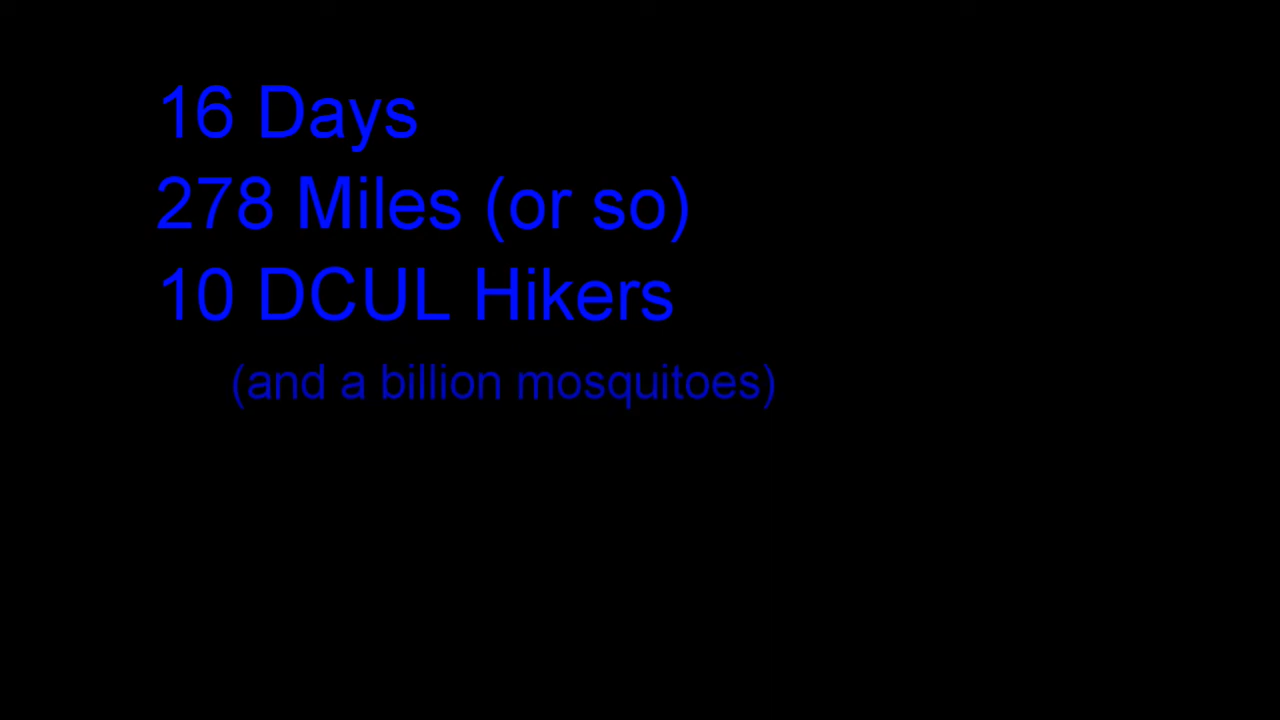 16 Days
278 Miles (or so)
10 DCUL Hikers
(and a billion mosquitoes)